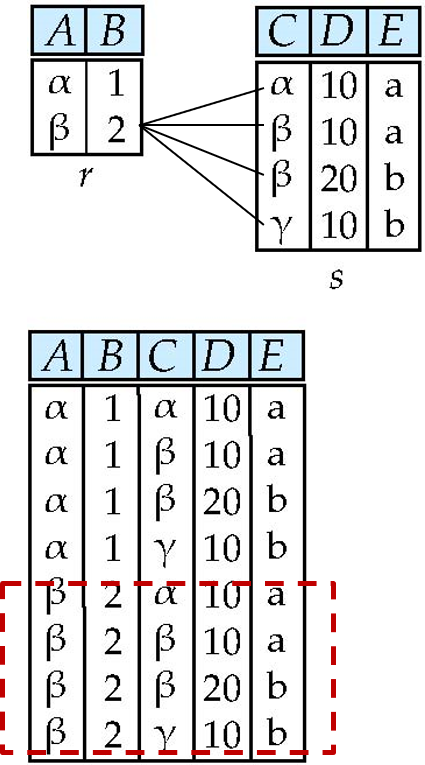 A B
α 1
β 2
r
C D E
α 10 a
β 10 a
β 20 b
γ 10 b
s
A B C D E
α 1 α 10 a
α 1 β 10 a
α 1 β 20 b
α 1 γ 10 b
β 2 α 10 a
β 2 β 10 a
β 2 β 20 b
β 2 γ 10 b